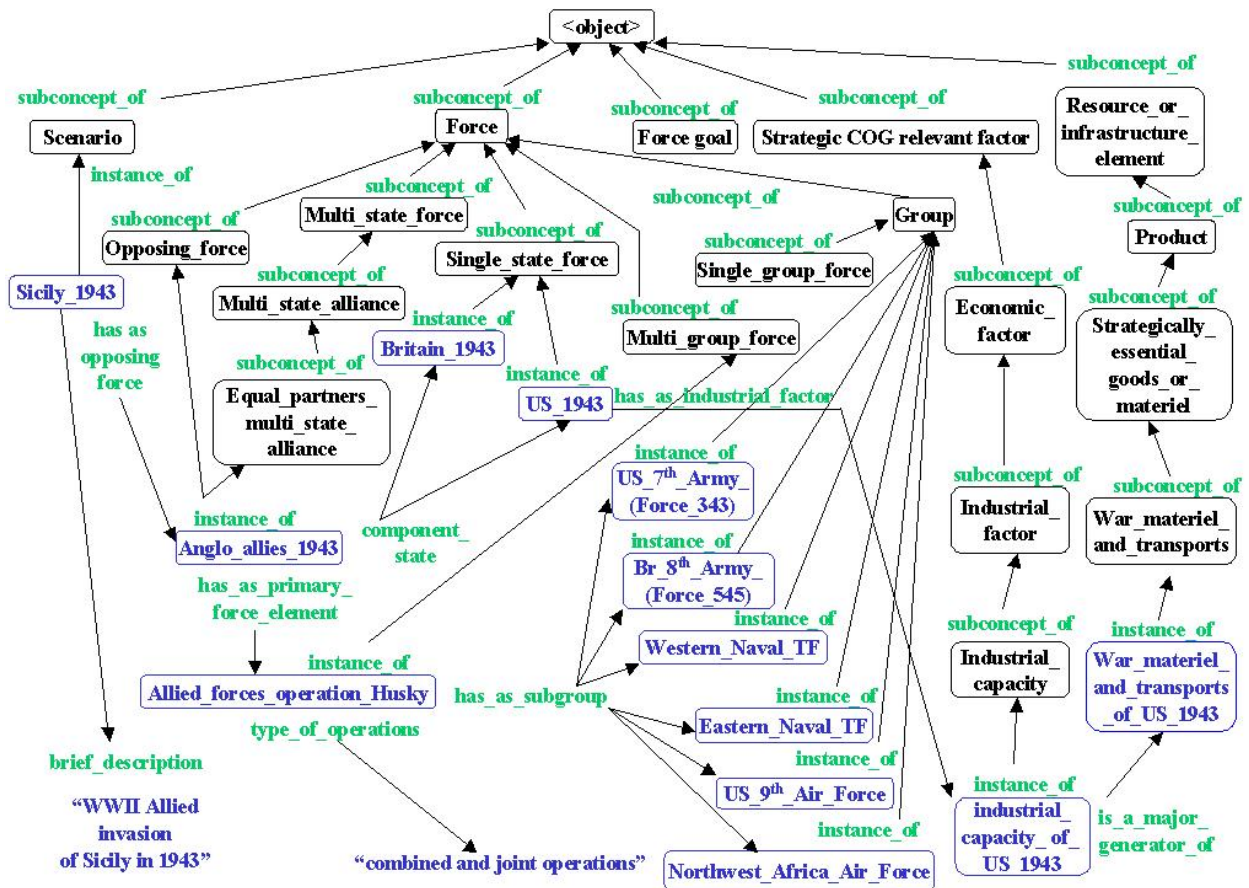 <object>
subconcept_of
subconcept_of
subconcept_of
subconcept_of
subconcept_of
Scenario
Force
Force goal
Strategic COG relevant factor
Resource_or_
infrastructure_
element
instance_of
subconcept_of
subconcept_of
subconcept_of
subconcept_of
Multi_state_force
Group
subconcept_of
Opposing_force
subconcept_of
subconcept_of
Product
Single_state_force
Single_group_force
Sicily_1943
subconcept_of
Multi_state_alliance
subconcept_of
subconcept_of
subconcept_of
Economic_
factor
has as
opposing
force
instance_of
Britain_1943
Multi_group_force
Strategically_
essential_
goods_or_
materiel
subconcept_of
instance_of
US_1943
has_as_industrial_factor
Equal_partners_
multi_state_
alliance
instance_of
US_7th_Army_
(Force_343)
subconcept_of
subconcept_of
Industrial_
factor
War_materiel_
and_transports
instance_of
Anglo_allies_1943
component_
state
instance_of
Br_8th_Army_
(Force_545)
has_as_primary_
force_element
instance_of
subconcept_of
instance_of
Western_Naval_TF
Industrial_
capacity
War_materiel_
and_transports
_of_US_1943
instance_of
Allied_forces_operation_Husky
has_as_subgroup
instance_of
Eastern_Naval_TF
type_of_operations
brief_description
instance_of
US_9th_Air_Force
instance_of
industrial_
capacity_ of_
US_1943
is_a_major_
generator_of
“WWII Allied
invasion
of Sicily in 1943”
instance_of
“combined and joint operations”
Northwest_Africa_Air_Force